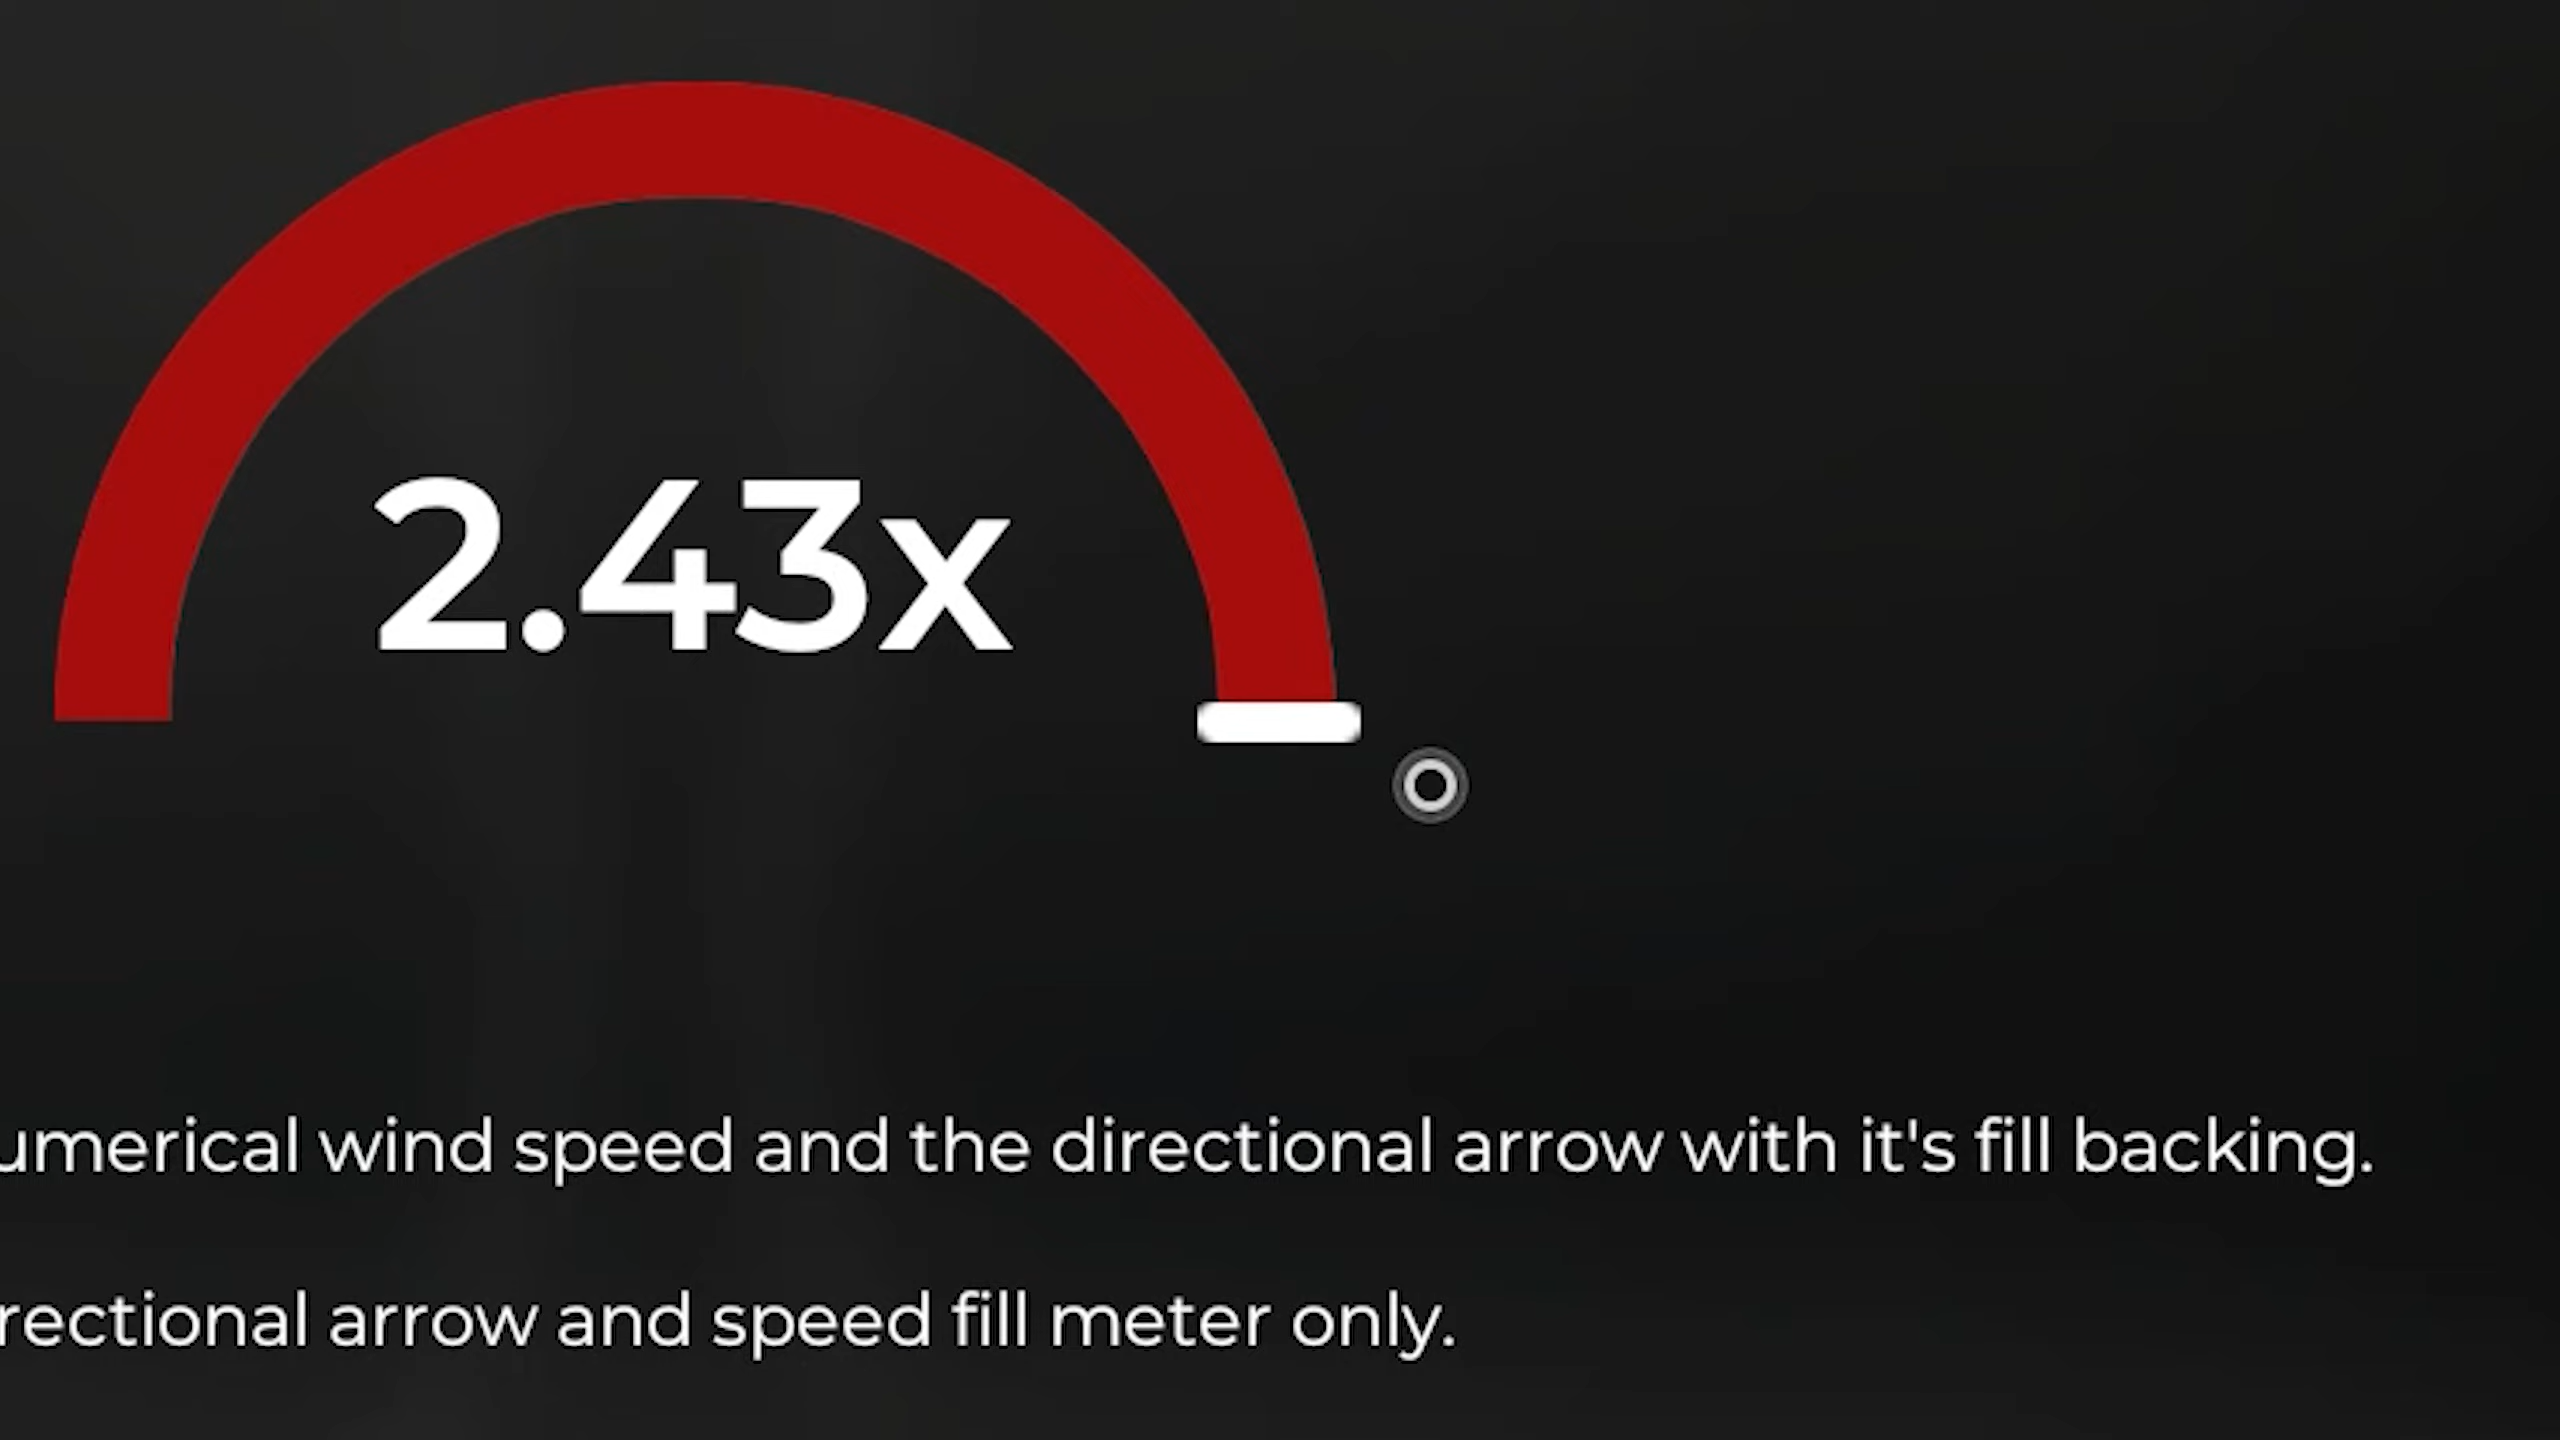 2.43x
umerical wind speed and the directional arrow with it's fill backing.
rectional arrow and speed fill meter only.